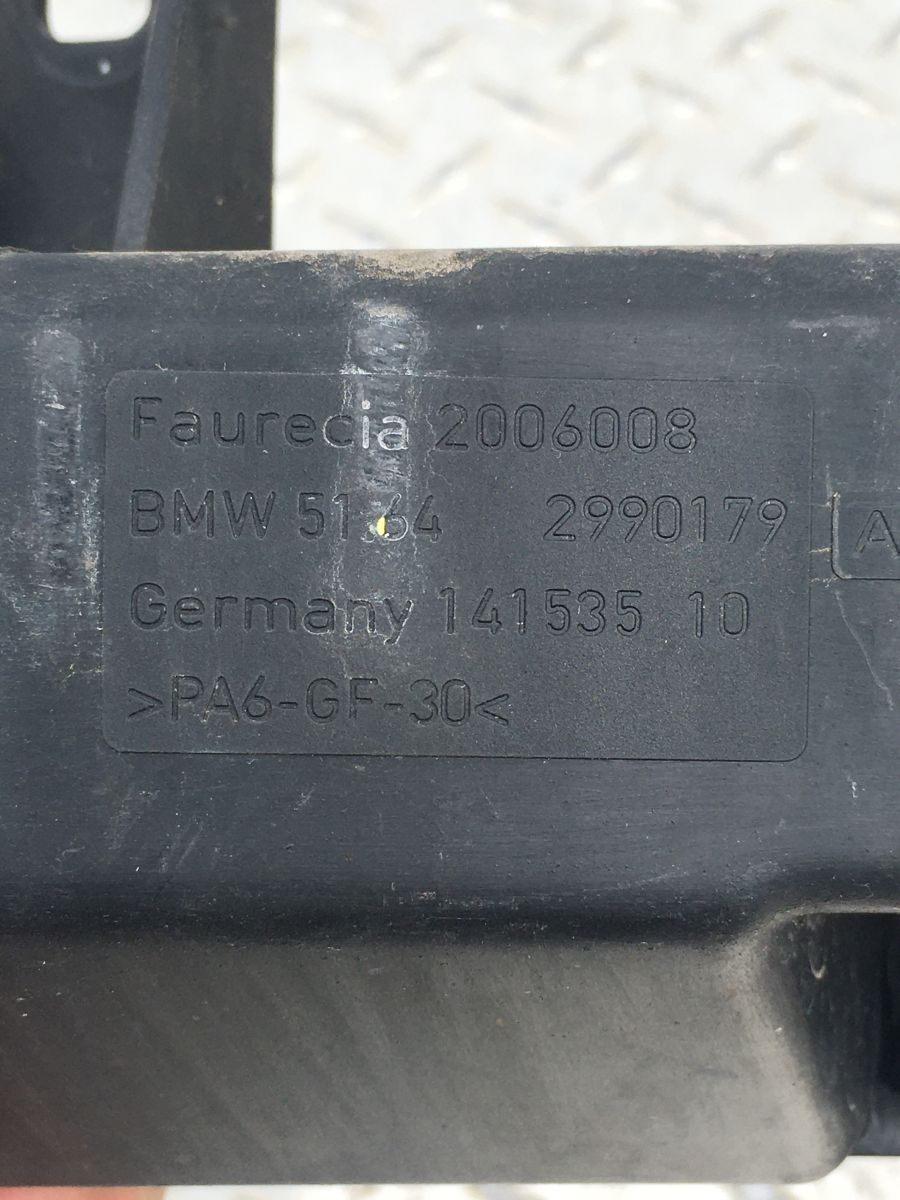 Faurecia 2006008
BMW 51.64 2990179
A
Germany 141535 10
>PA6-GF-30<